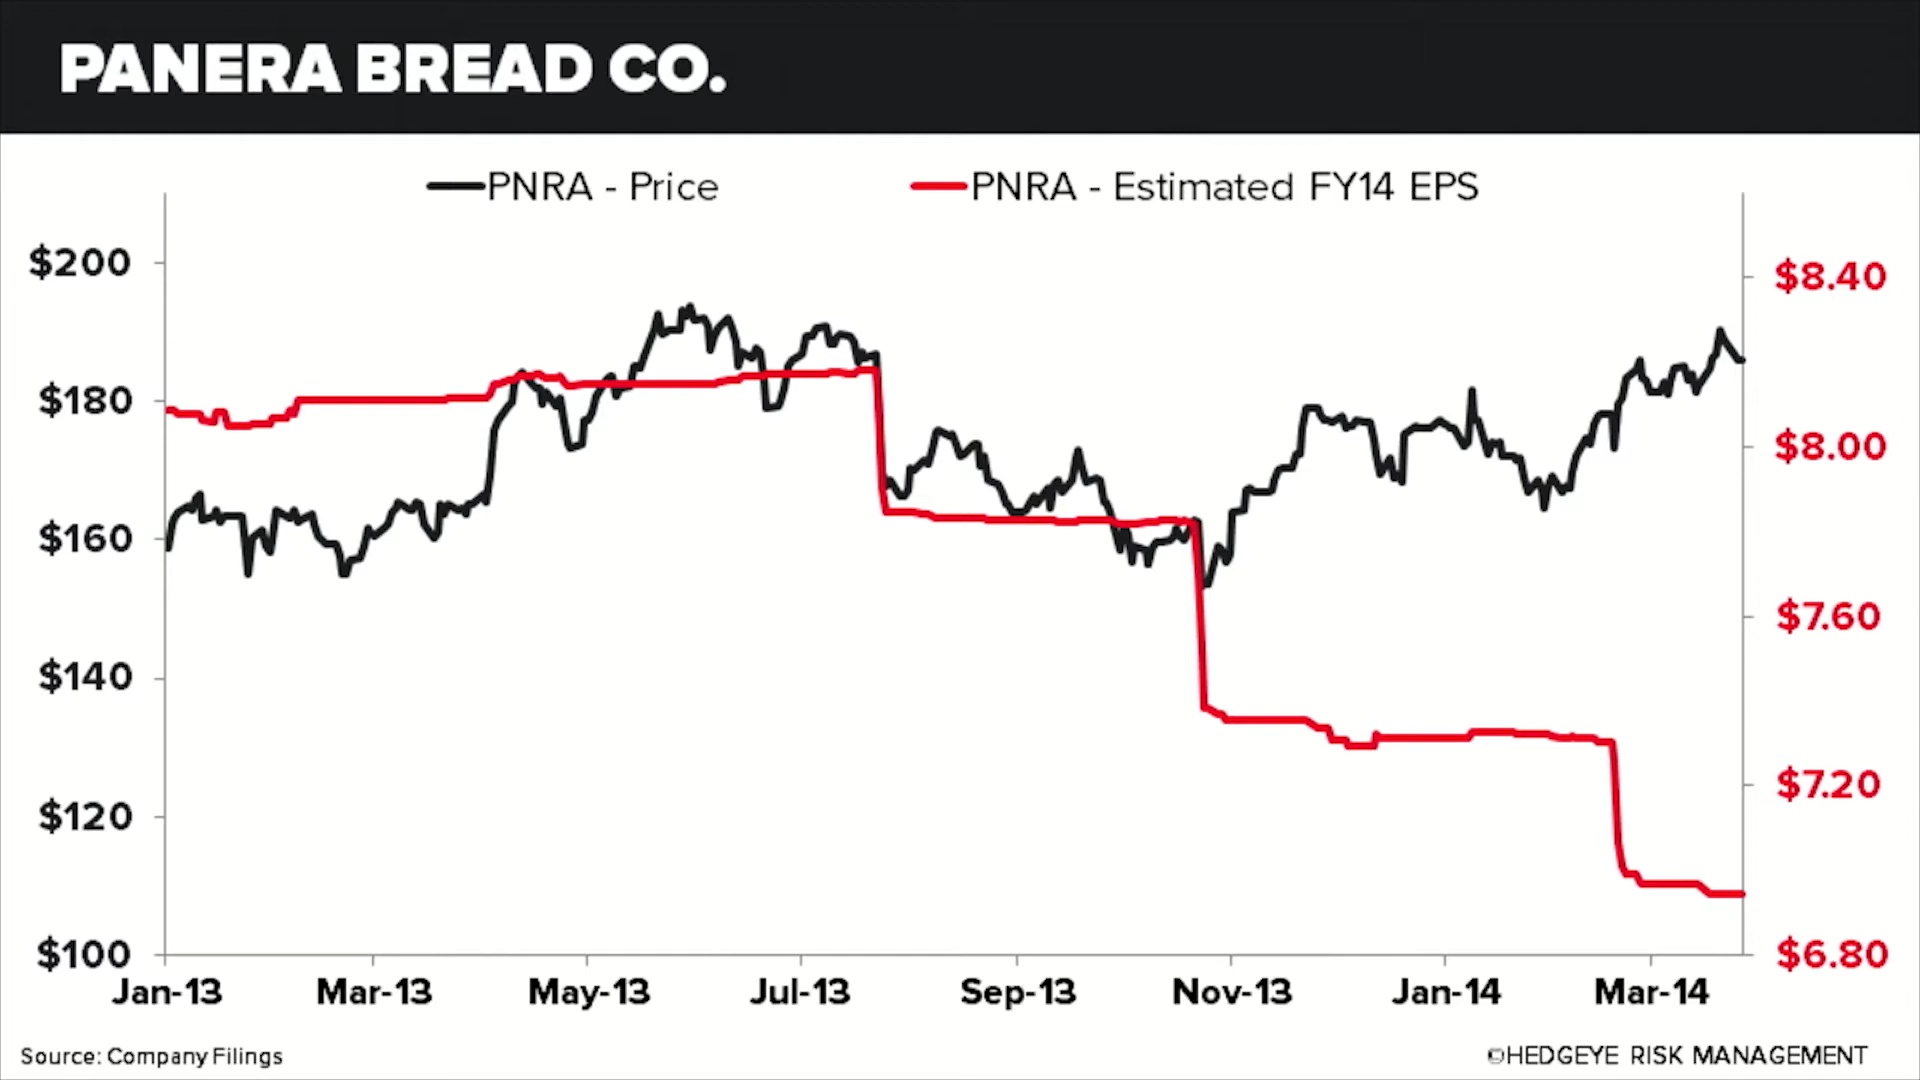 PANERA BREAD CO.
PNRA - Price PNRA - Estimated FY14 EPS
$200 $8.40
$180 $8.00
$160 $7.60
$140 $7.20
$120
$100 $6.80
Jan-13 Mar-13 May-13 Jul-13 Sep-13 Nov-13 Jan-14 Mar-14
Source: Company Filings ©HEDGEYE RISK MANAGEMENT